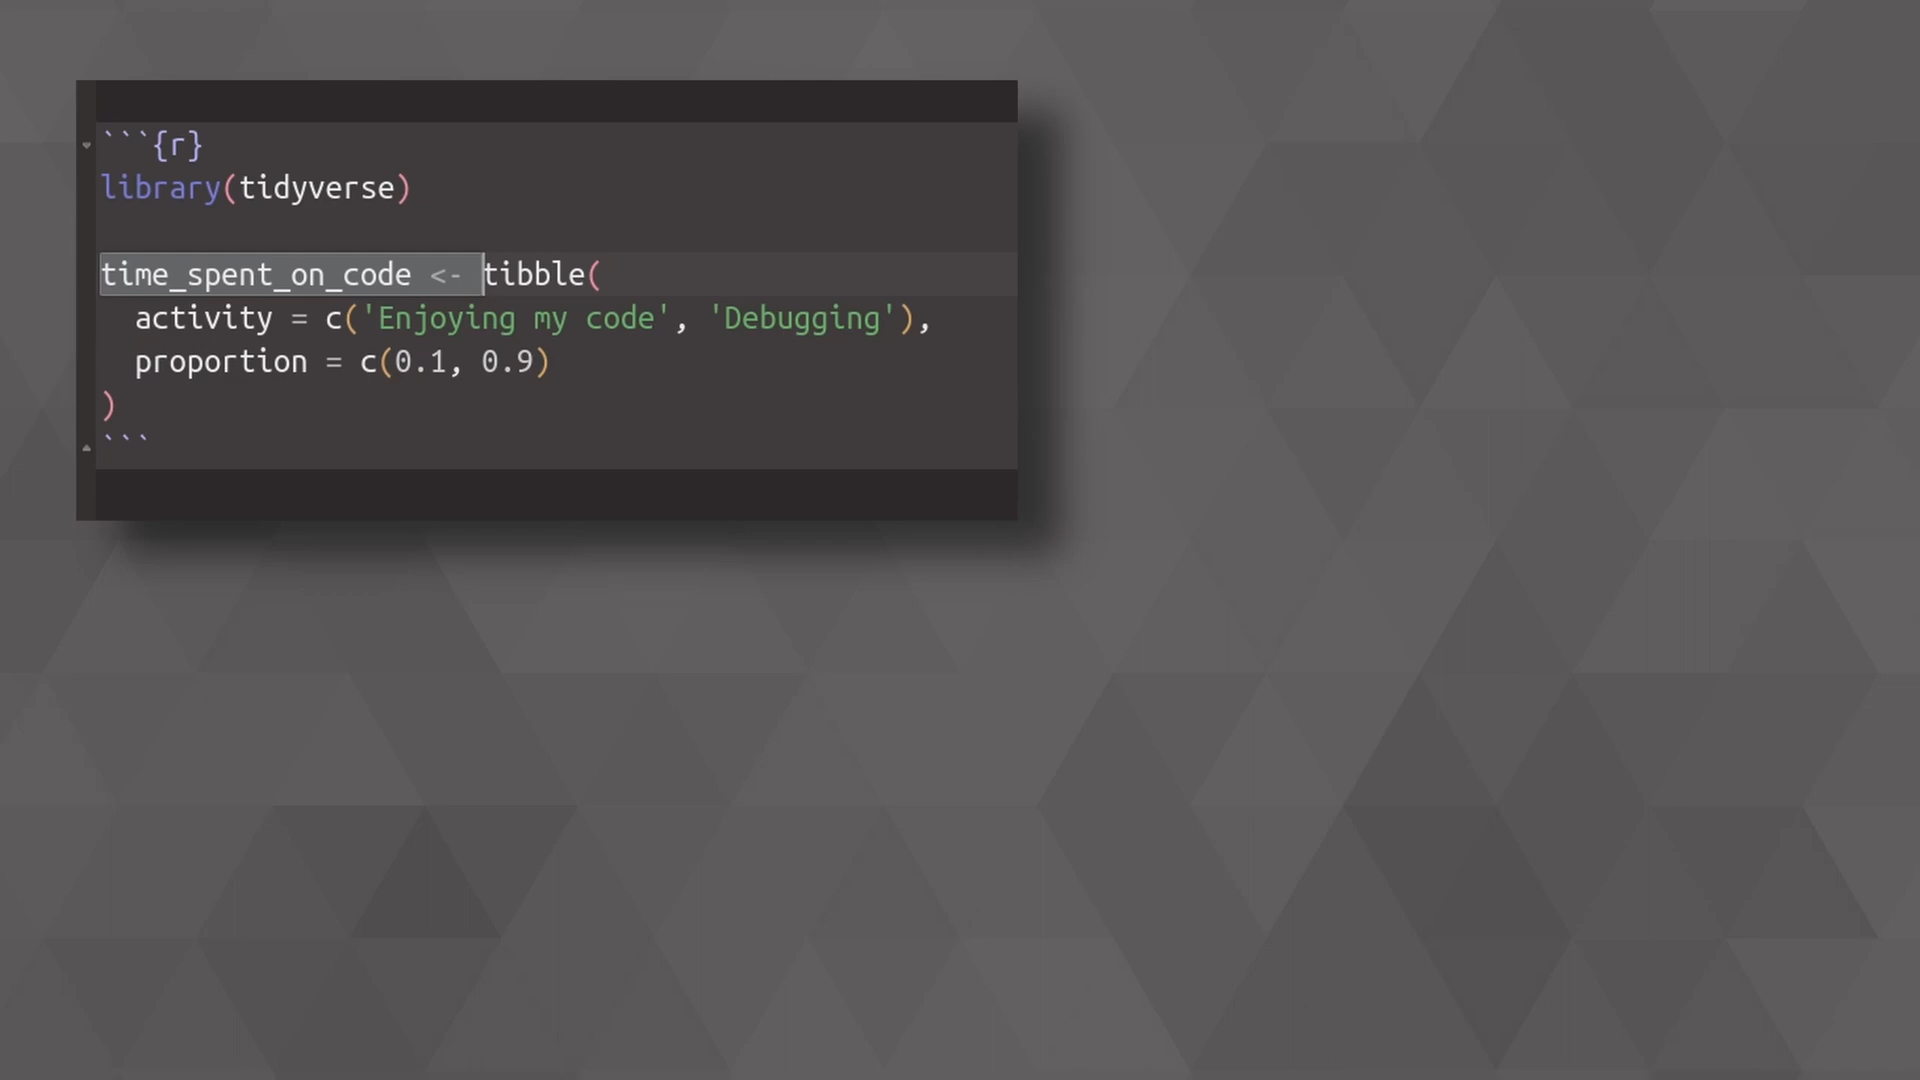 ```{r}
library(tidyverse)
time_spent_on_code <- tibble(
  activity = c('Enjoying my code', 'Debugging'),
  proportion = c(0.1, 0.9)
)
```